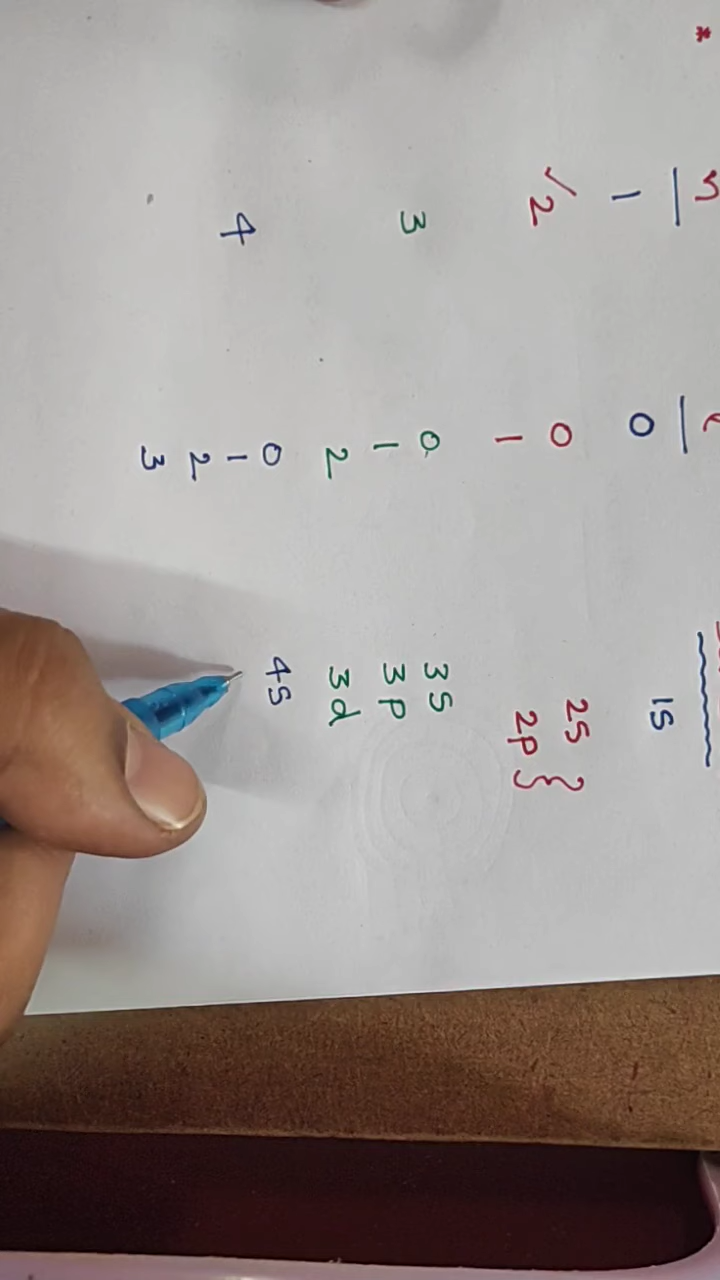 *
n l
1 0 1s
✓2 0 2s }
1 2p }
3 0 3s
1 3p
2 3d
4 0 4s
1
2
3